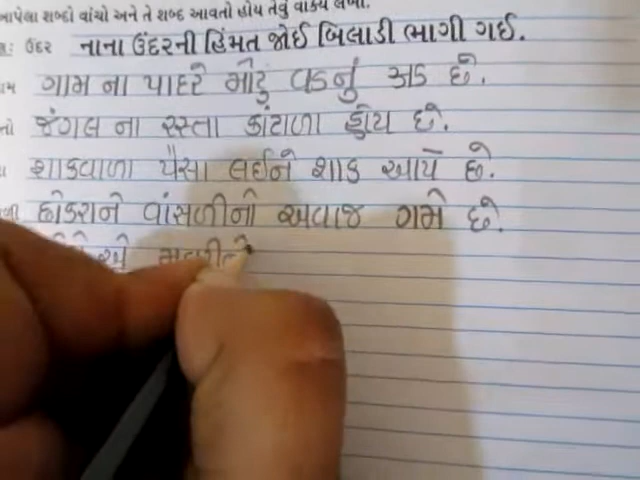 આપેલા શબ્દો વાંચો અને તે શબ્દ આવતો હોય તેવું વાક્ય લખો.
ઉંદર નાના ઉંદરની હિંમત જોઈ બિલાડી ભાગી ગઈ.
ગામ ના પાદરે મોટું વડનું ઝાડ છે.
જંગલ ના રસ્તા કાંટાળા હોય છે.
શાકવાળા પૈસા લઈને શાક આપે છે.
છોકરાને વાંસળીનો અવાજ ગમે છે.